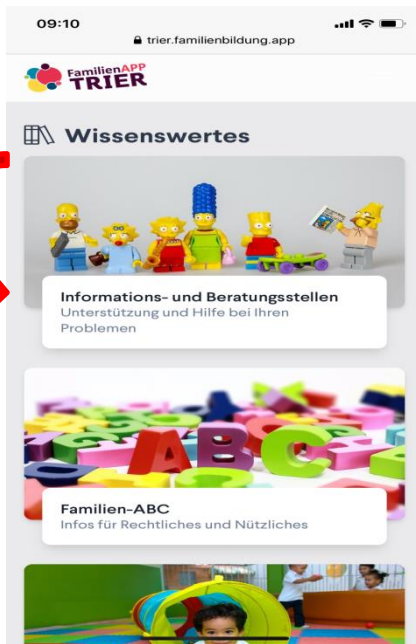 09:10
trier.familienbildung.app
FamilienAPP
TRIER
Wissenswertes
Informations- und Beratungsstellen
Unterstützung und Hilfe bei Ihren
Problemen
ABC
Familien-ABC
Infos für Rechtliches und Nützliches